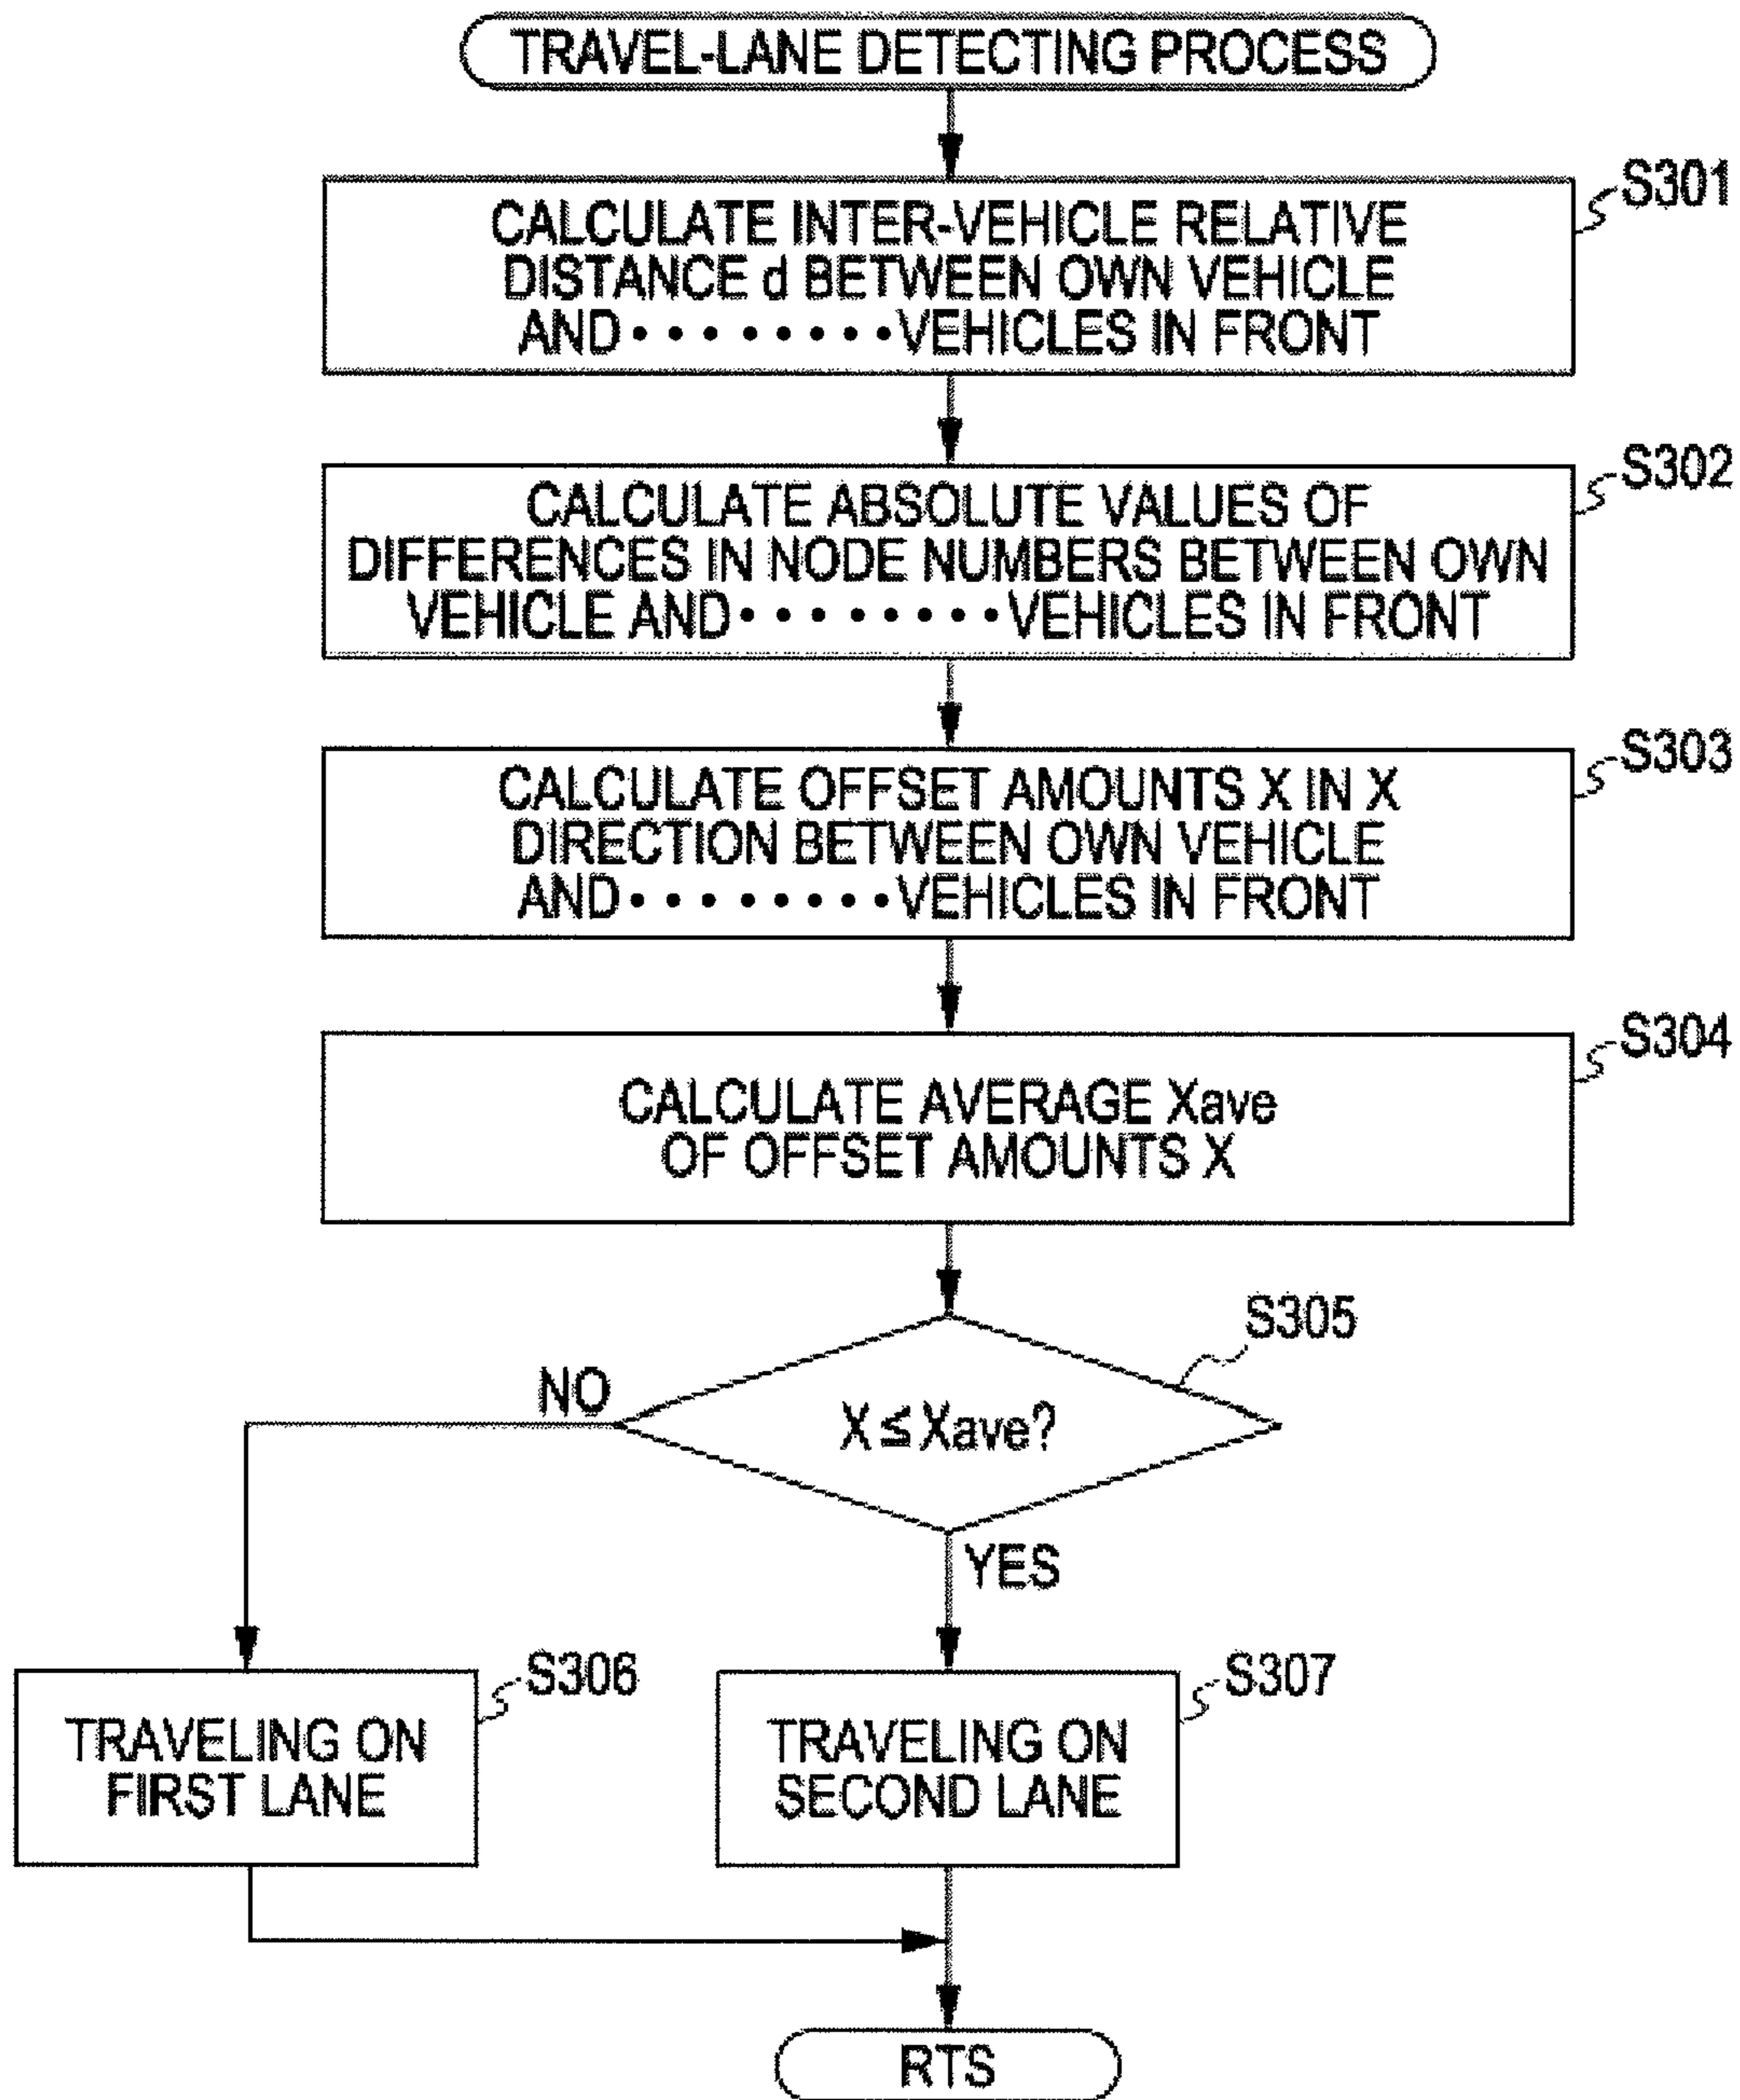 TRAVEL-LANE DETECTING PROCESS
S301
CALCULATE INTER-VEHICLE RELATIVE
DISTANCE d BETWEEN OWN VEHICLE
AND • • • • • • • • VEHICLES IN FRONT
S302
CALCULATE ABSOLUTE VALUES OF
DIFFERENCES IN NODE NUMBERS BETWEEN OWN
VEHICLE AND • • • • • • • • VEHICLES IN FRONT
S303
CALCULATE OFFSET AMOUNTS X IN X
DIRECTION BETWEEN OWN VEHICLE
AND • • • • • • • • VEHICLES IN FRONT
S304
CALCULATE AVERAGE Xave
OF OFFSET AMOUNTS X
S305
NO
X ≦ Xave?
YES
S306
TRAVELING ON
FIRST LANE
S307
TRAVELING ON
SECOND LANE
RTS